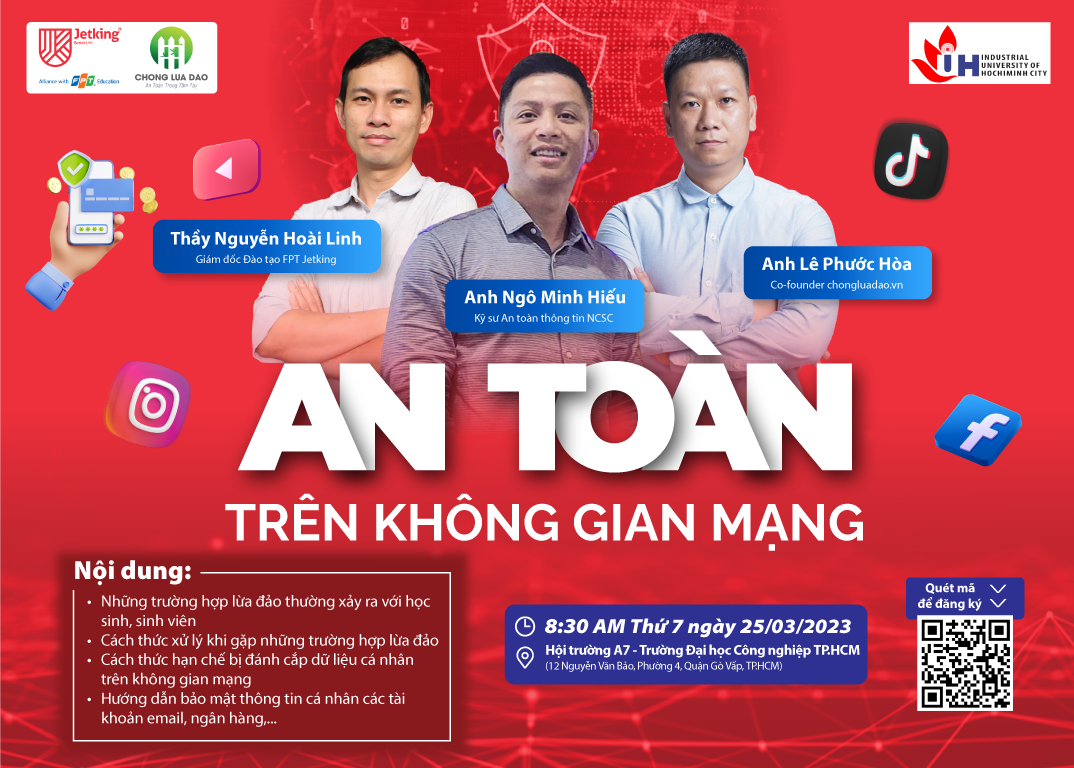 Jetking
Alliance with FPT Education
CHONG LUA DAO
An Toàn Trong Tầm Tay
IUH
INDUSTRIAL
UNIVERSITY OF
HOCHIMINH CITY
Thầy Nguyễn Hoài Linh
Giám đốc Đào tạo FPT Jetking
Anh Lê Phước Hòa
Co-founder chongluadao.vn
Anh Ngô Minh Hiếu
Kỹ sư An toàn thông tin NCSC
AN TOÀN
TRÊN KHÔNG GIAN MẠNG
Nội dung:
• Những trường hợp lừa đảo thường xảy ra với học
sinh, sinh viên
• Cách thức xử lý khi gặp những trường hợp lừa đảo
• Cách thức hạn chế bị đánh cắp dữ liệu cá nhân
trên không gian mạng
• Hướng dẫn bảo mật thông tin cá nhân các tài
khoản email, ngân hàng,...
8:30 AM Thứ 7 ngày 25/03/2023
Hội trường A7 - Trường Đại học Công nghiệp TP.HCM
(12 Nguyễn Văn Bảo, Phường 4, Quận Gò Vấp, TP.HCM)
Quét mã
để đăng ký